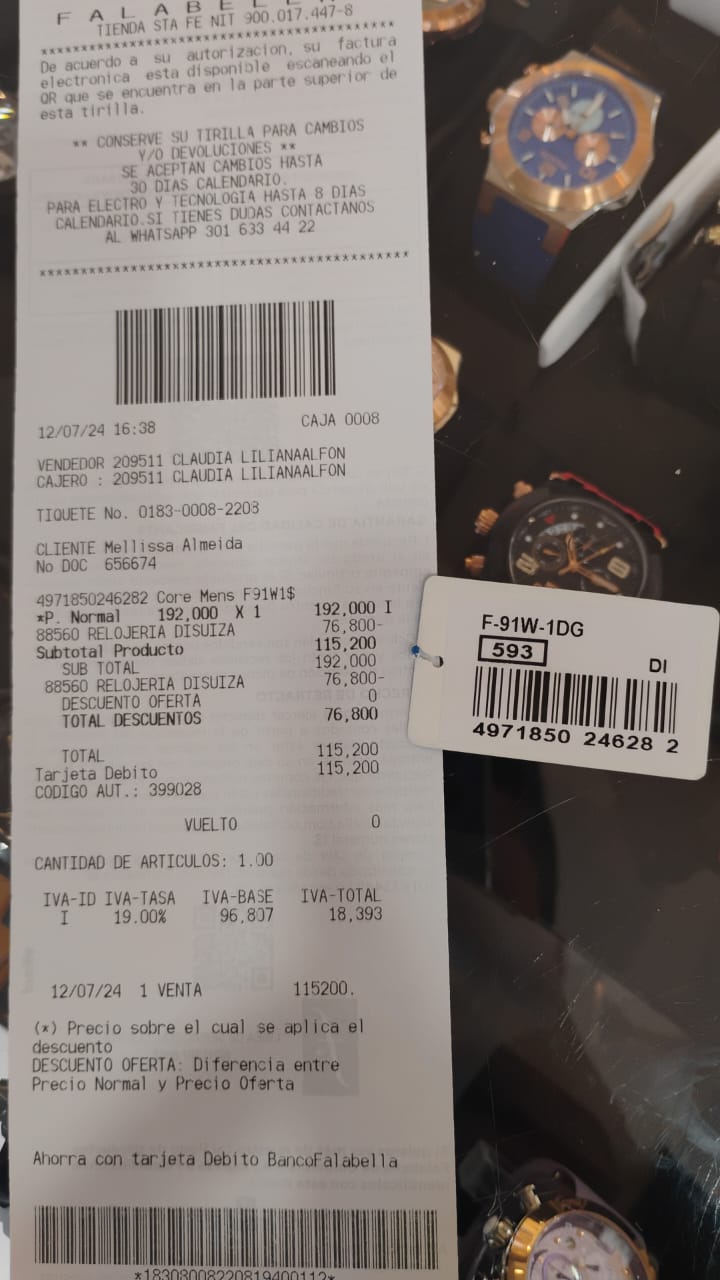 FALABELLA
TIENDA STA FE NIT 900.017.447-8
****************************************
De acuerdo a su autorizacion, su factura
electronica esta disponible escaneando el
QR que se encuentra en la parte superior de
esta tirilla.
** CONSERVE SU TIRILLA PARA CAMBIOS
Y/O DEVOLUCIONES **
SE ACEPTAN CAMBIOS HASTA
30 DIAS CALENDARIO.
PARA ELECTRO Y TECNOLOGIA HASTA 8 DIAS
CALENDARIO.SI TIENES DUDAS CONTACTANOS
AL WHATSAPP 301 633 44 22
****************************************
12/07/24 16:38 CAJA 0008
VENDEDOR 209511 CLAUDIA LILIANAALFON
CAJERO : 209511 CLAUDIA LILIANAALFON
TIQUETE No. 0183-0008-2203
CLIENTE Mellissa Almeida
No DOC 656674
4971850246282 Core Mens F91W1$
*P. Normal 192,000 X 1 192,000 I
88560 RELOJERIA DISUIZA 76,800-
Subtotal Producto 115,200
SUB TOTAL 192,000
88560 RELOJERIA DISUIZA 76,800-
DESCUENTO OFERTA 0
TOTAL DESCUENTOS 76,800
TOTAL 115,200
Tarjeta Debito 115,200
CODIGO AUT.: 399028
VUELTO 0
CANTIDAD DE ARTICULOS: 1.00
IVA-ID IVA-TASA IVA-BASE IVA-TOTAL
I 19.00% 96,807 18,393
12/07/24 1 VENTA 115200.
(*) Precio sobre el cual se aplica el
descuento
DESCUENTO OFERTA: Diferencia entre
Precio Normal y Precio Oferta
Ahorra con tarjeta Debito BancoFalabella
*18308008220819400112*
F-91W-1DG
593 DI
4971850 24628 2